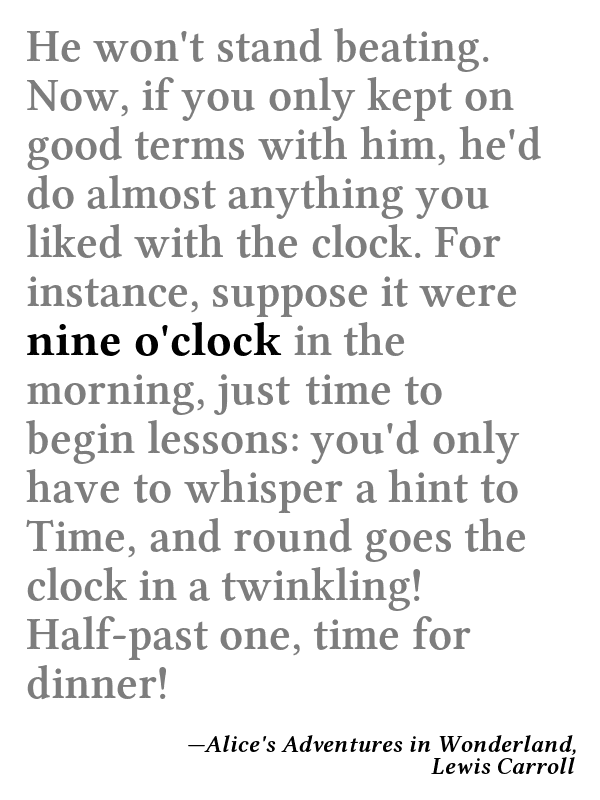 He won't stand beating.
Now, if you only kept on
good terms with him, he'd
do almost anything you
liked with the clock. For
instance, suppose it were
nine o'clock in the
morning, just time to
begin lessons: you'd only
have to whisper a hint to
Time, and round goes the
clock in a twinkling!
Half-past one, time for
dinner!
—Alice's Adventures in Wonderland,
Lewis Carroll